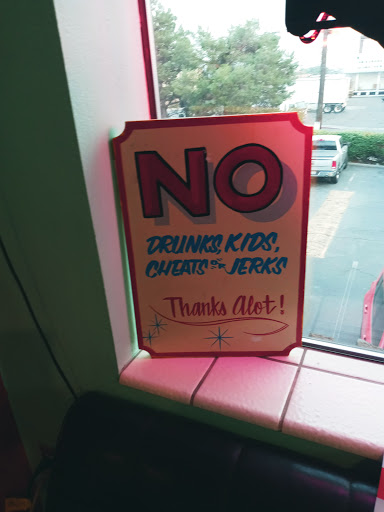 NO
DRUNKS, KIDS,
CHEATS or JERKS
Thanks Alot!